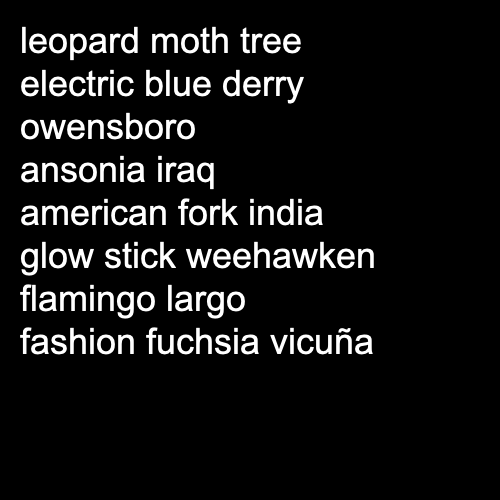 leopard moth tree
electric blue derry
owensboro
ansonia iraq
american fork india
glow stick weehawken
flamingo largo
fashion fuchsia vicuña